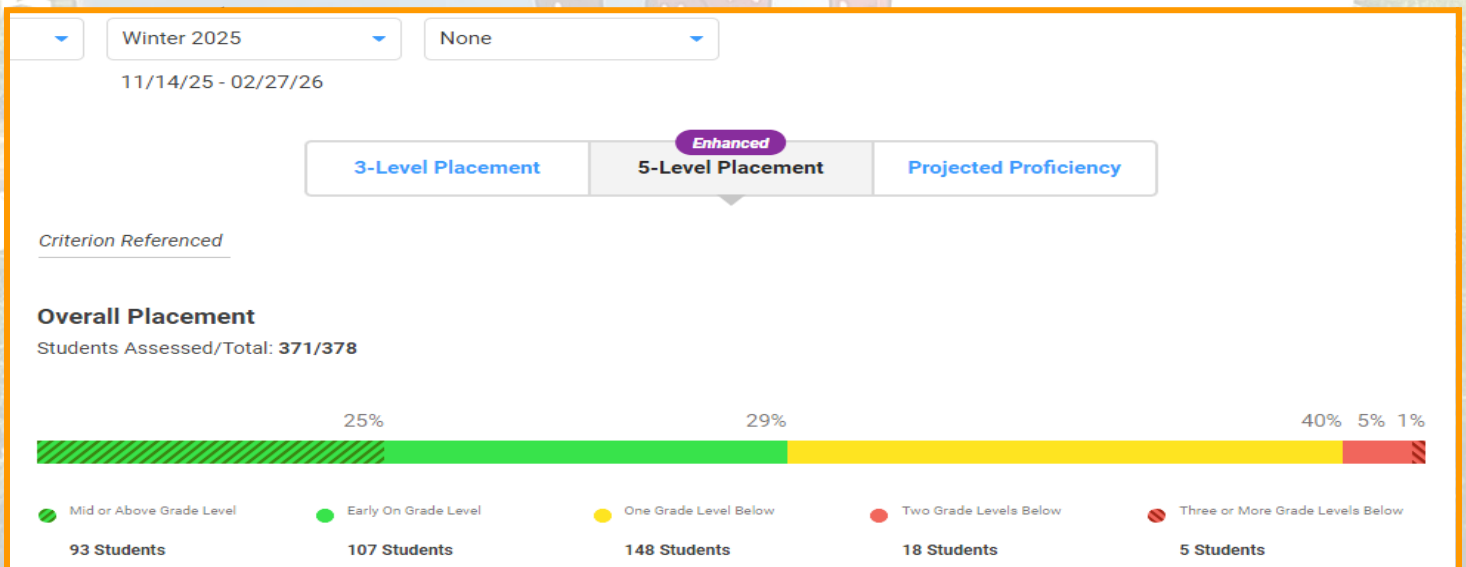 Winter 2025 None
11/14/25 - 02/27/26
Enhanced
3-Level Placement 5-Level Placement Projected Proficiency
Criterion Referenced
Overall Placement
Students Assessed/Total: 371/378
25% 29% 40% 5% 1%
Mid or Above Grade Level Early On Grade Level One Grade Level Below Two Grade Levels Below Three or More Grade Levels Below
93 Students 107 Students 148 Students 18 Students 5 Students